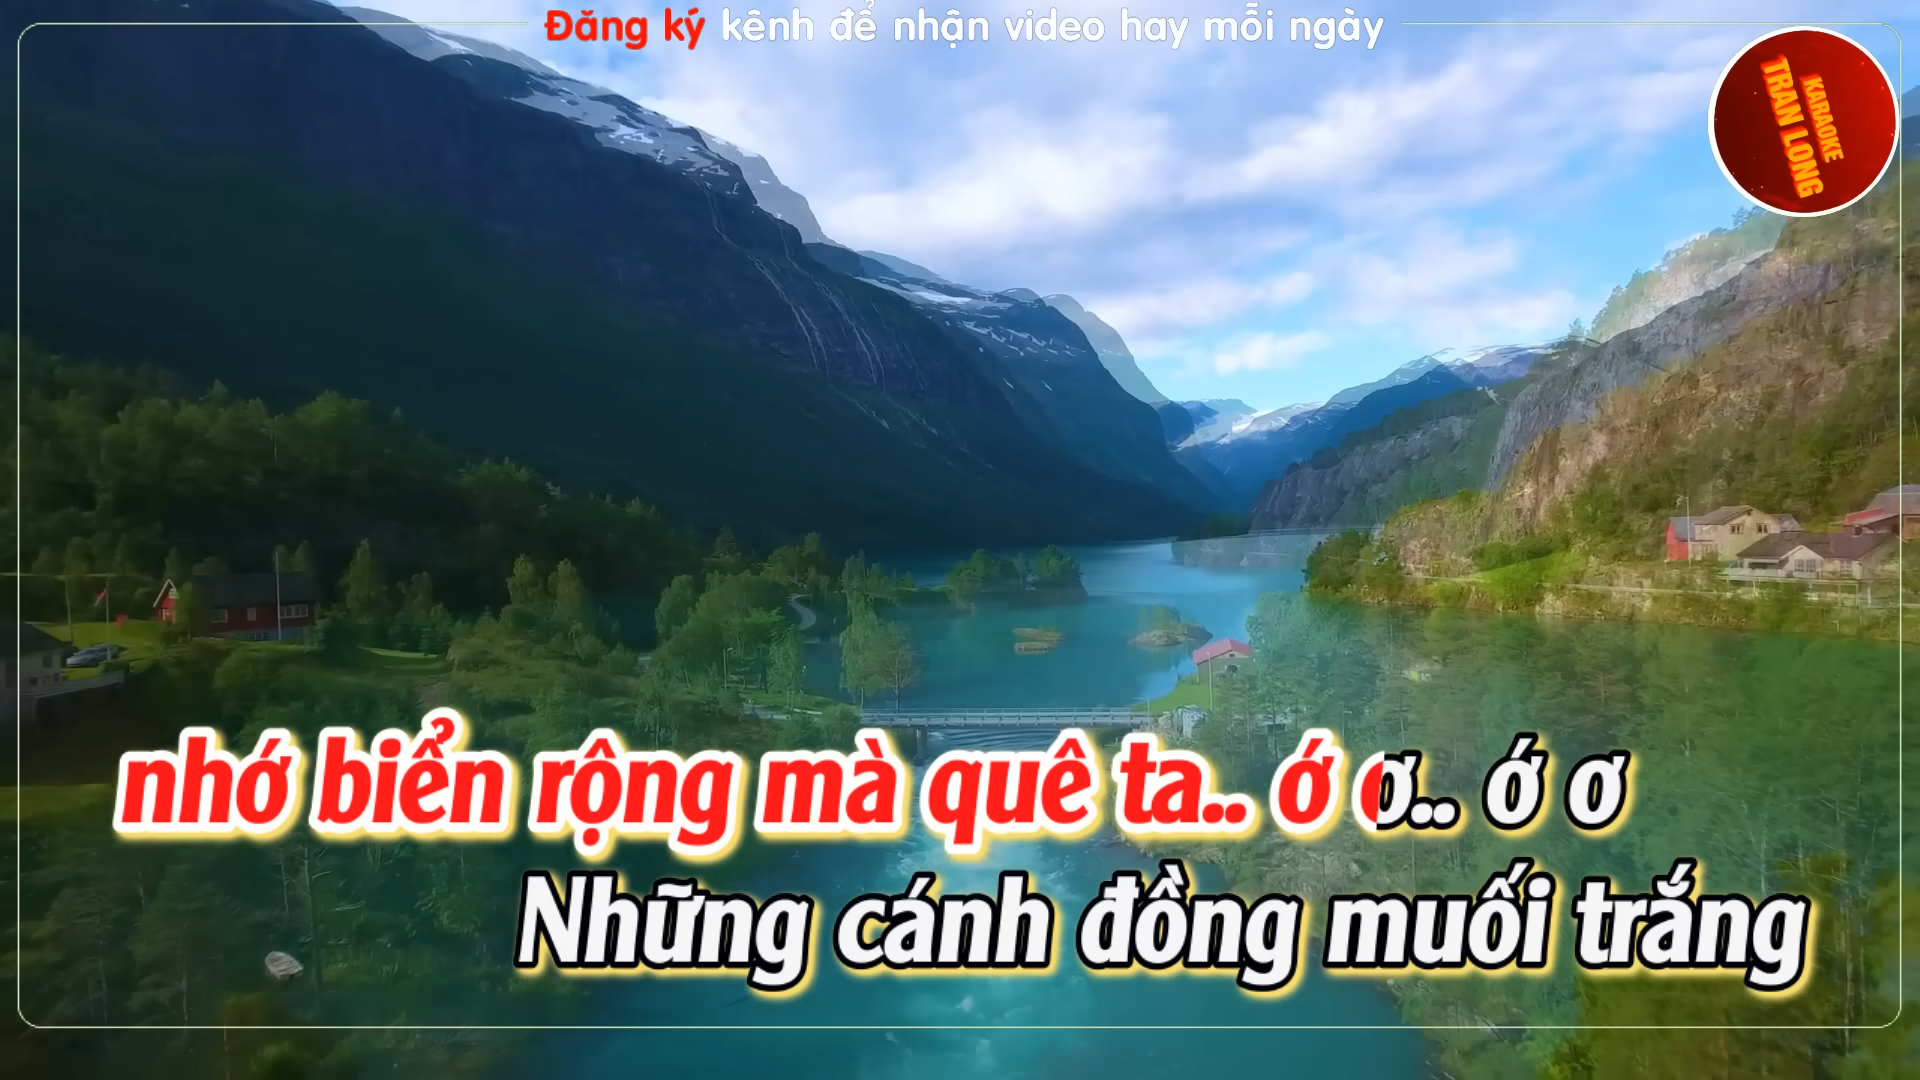 Đăng ký kênh để nhận video hay mỗi ngày
KARAOKE
TRAN LONG
nhớ biển rộng mà quê ta.. ớ ơ.. ớ ơ
Những cánh đồng muối trắng